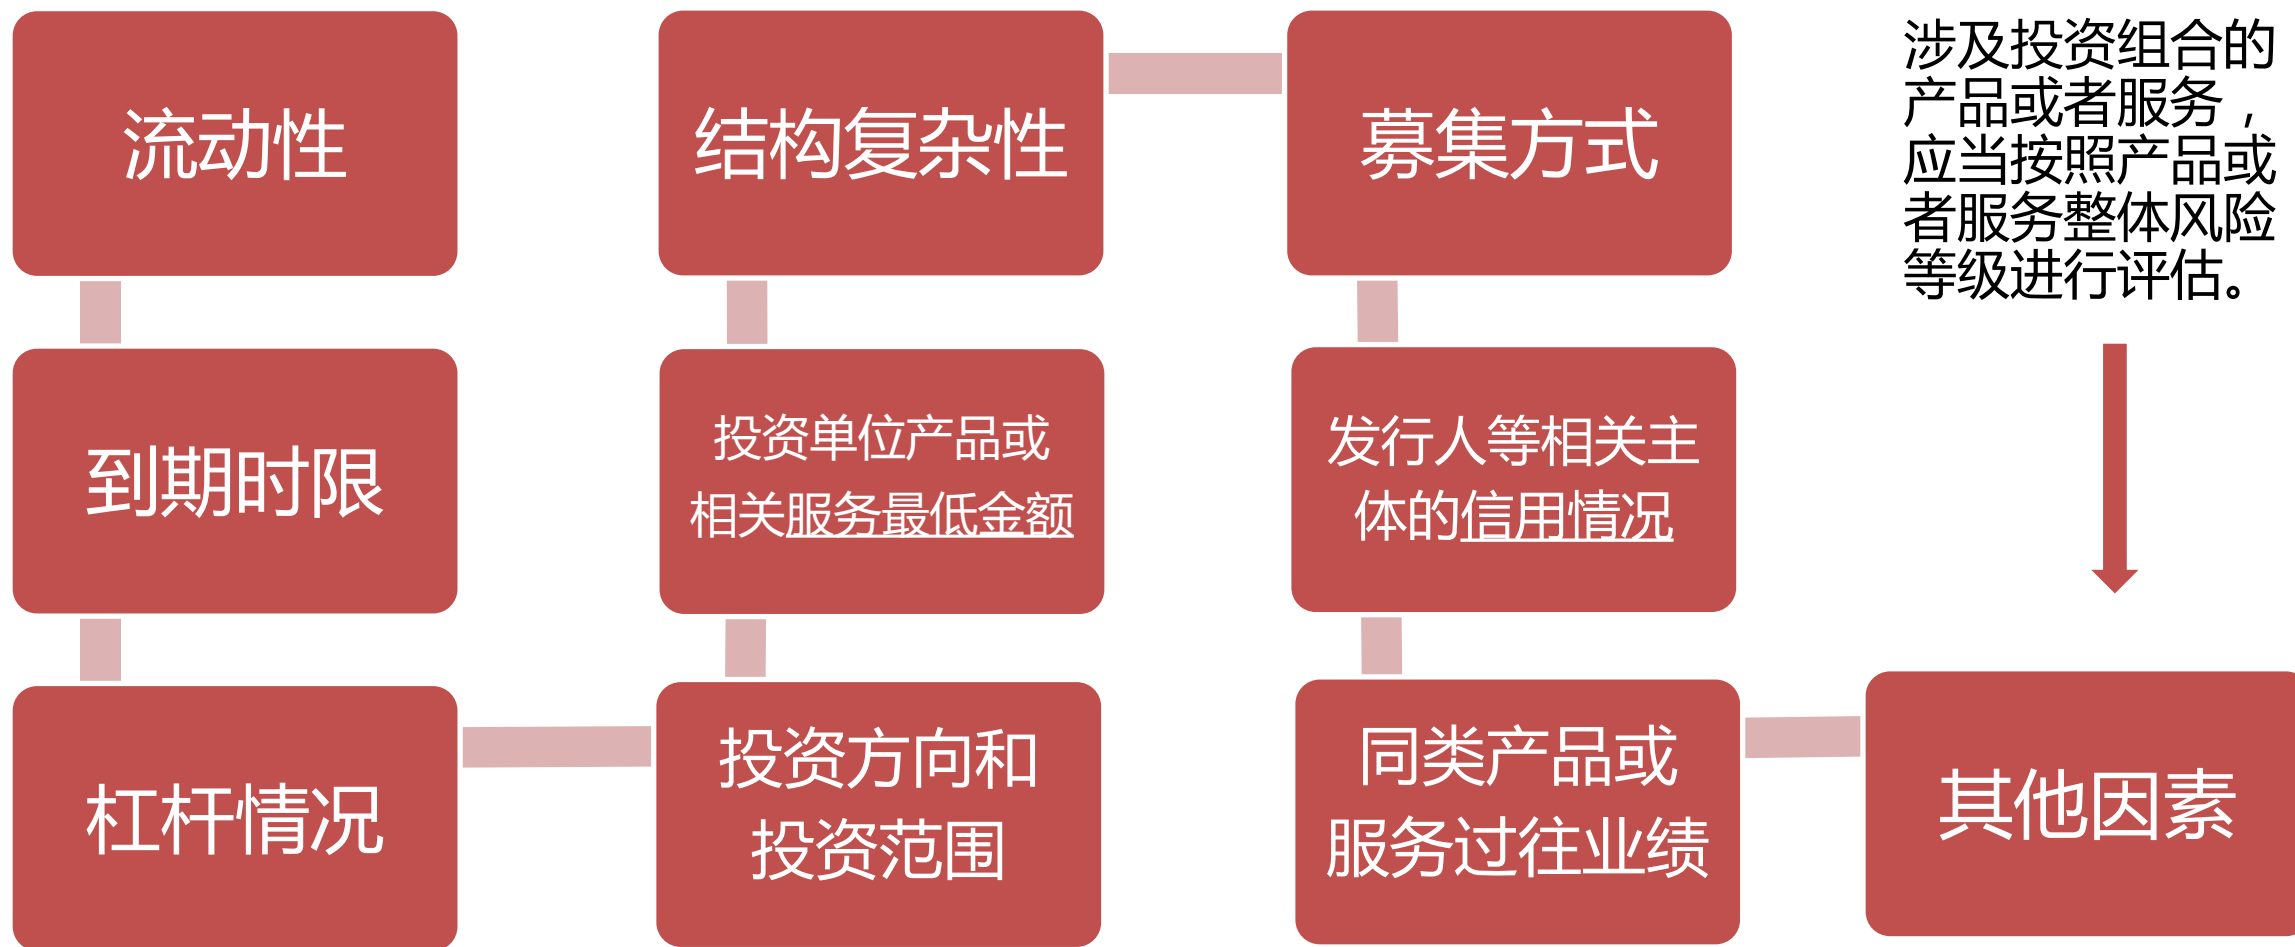 流动性
到期时限
杠杆情况
投资方向和
投资范围
投资单位产品或
相关服务最低金额
结构复杂性
募集方式
发行人等相关主
体的信用情况
同类产品或
服务过往业绩
其他因素
涉及投资组合的
产品或者服务，
应当按照产品或
者服务整体风险
等级进行评估。